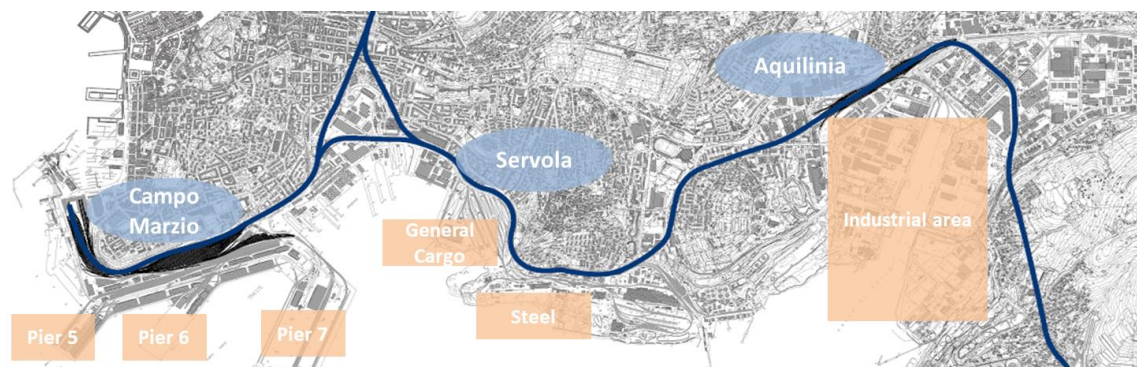 Aquilinia
Servola
Campo
Marzio
General
Cargo
Industrial area
Steel
Pier 5
Pier 6
Pier 7